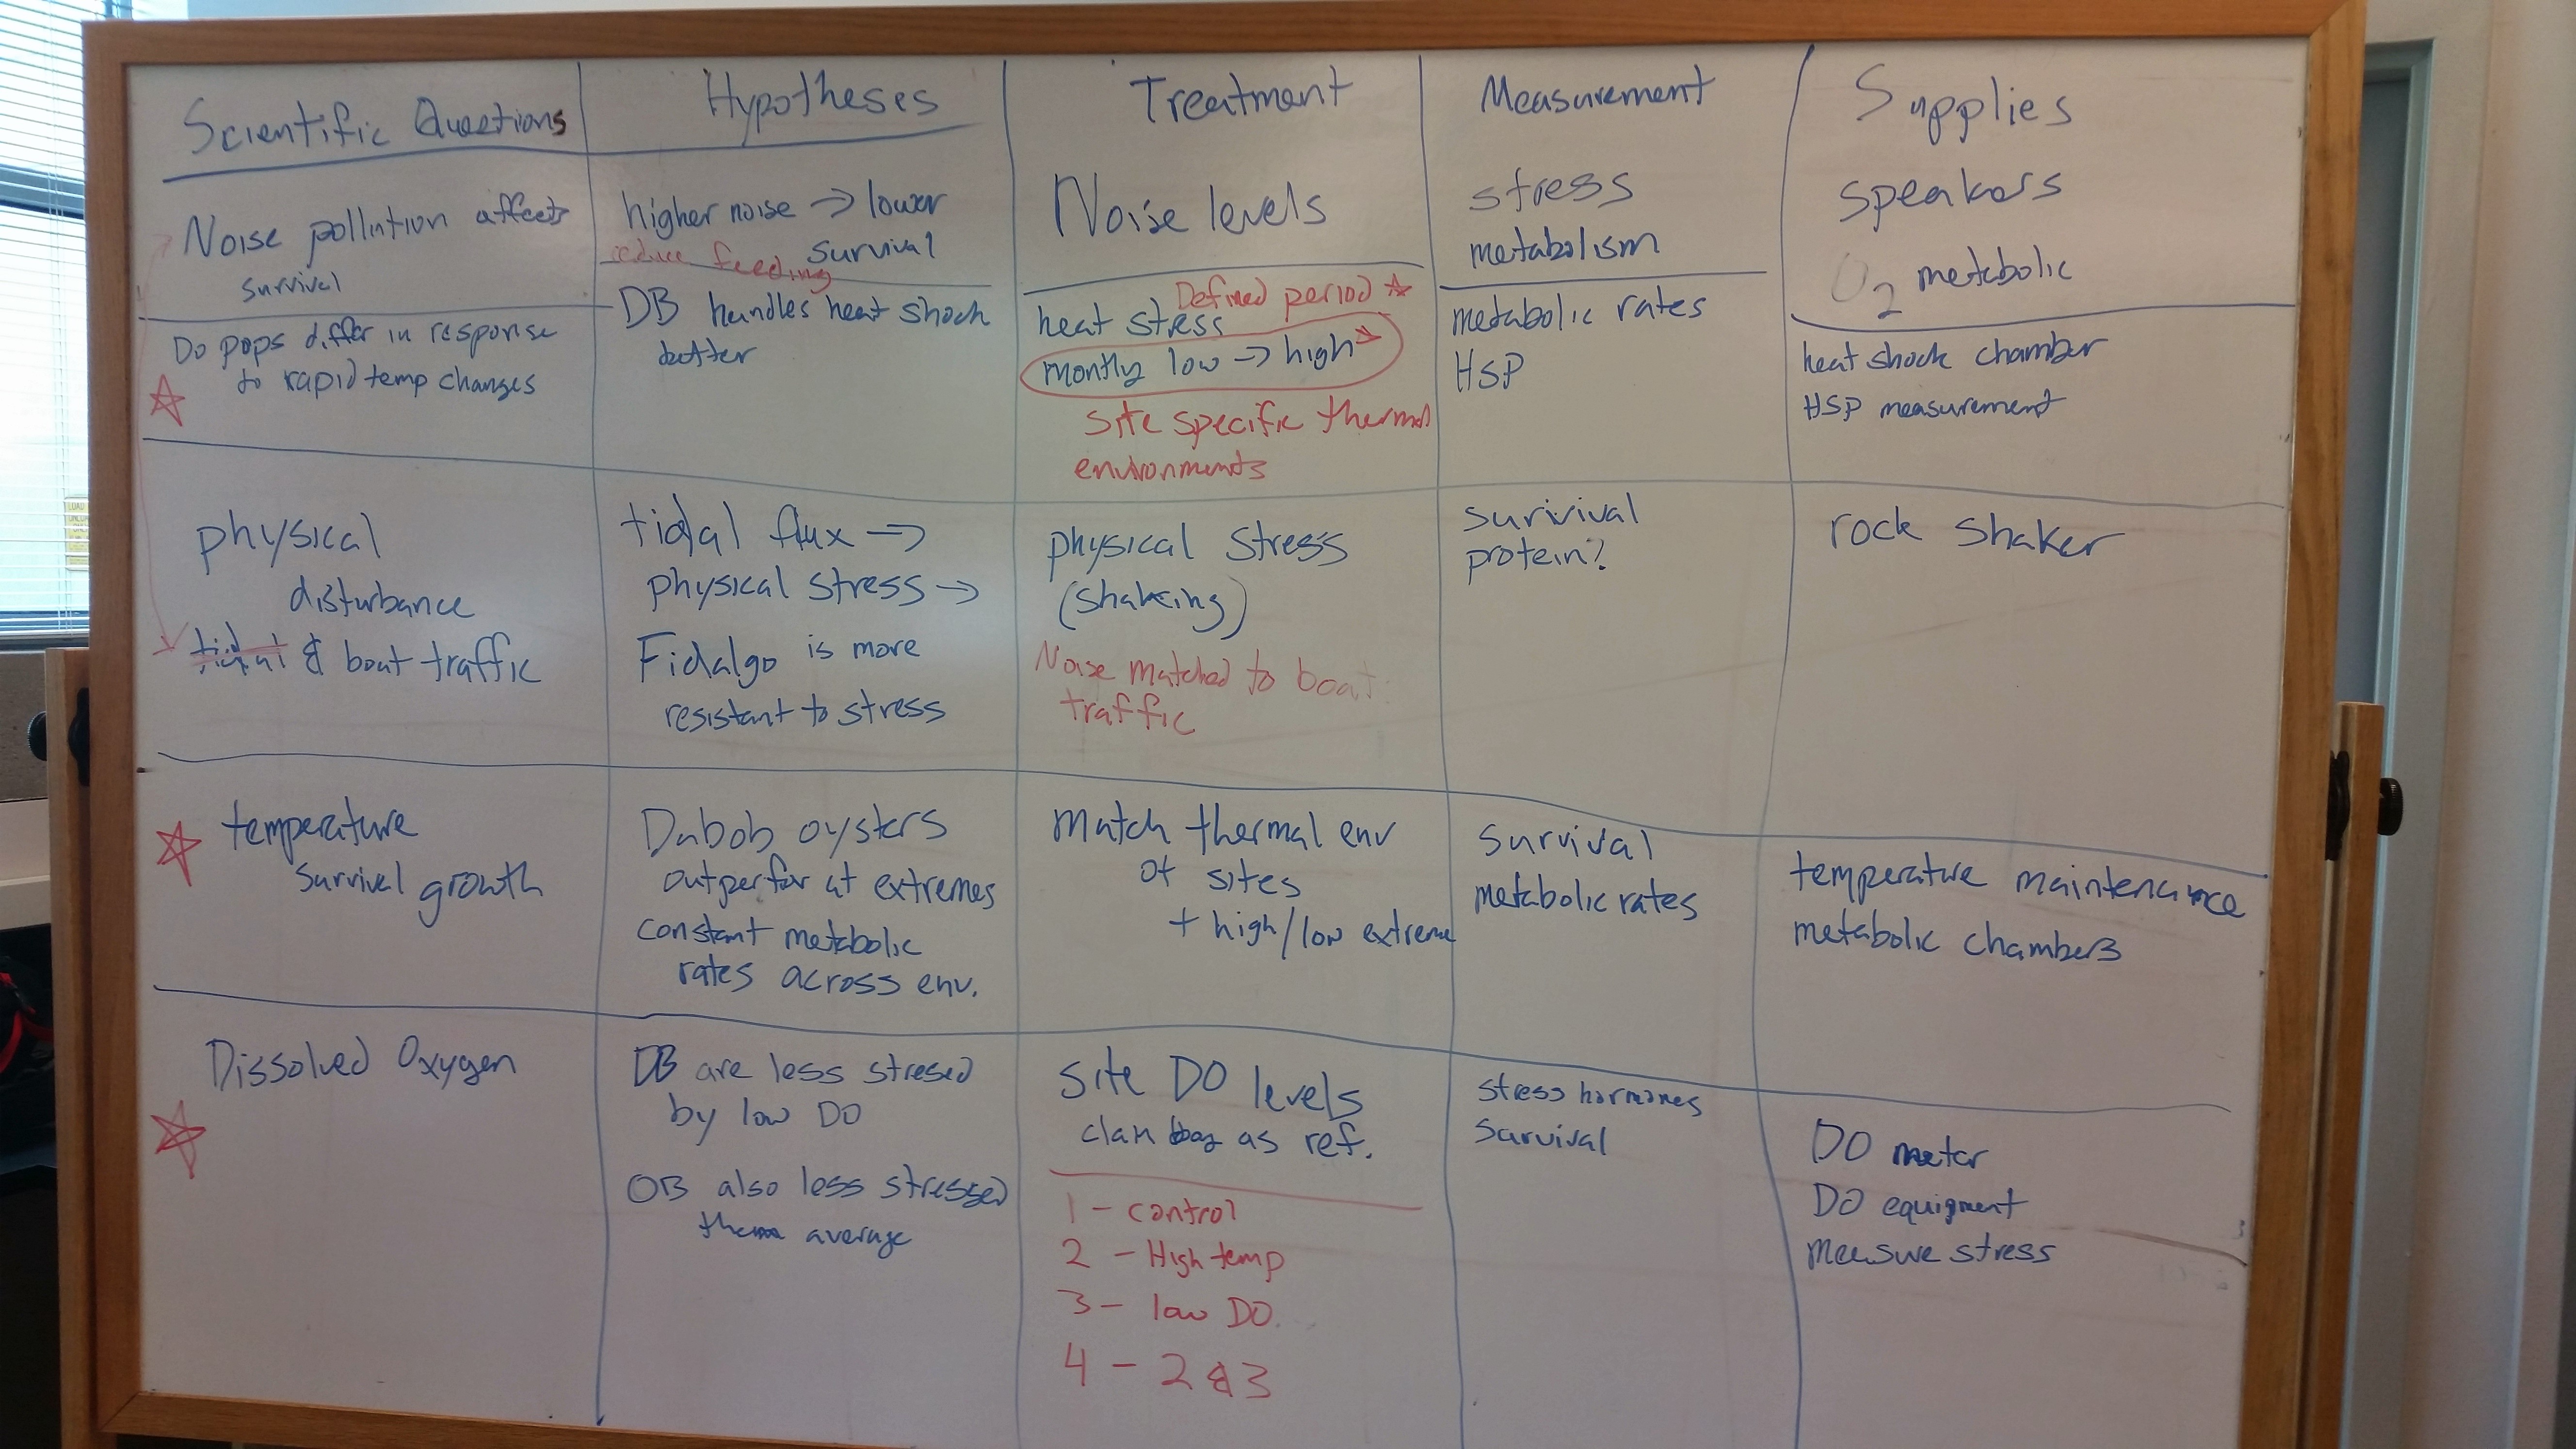 Scientific Questions
Hypotheses
Treatment
Measurement
Supplies
Noise pollution affects
survival
higher noise → lower
survival
reduce feeding
Noise levels
stress
metabolism
speakers
O2 metabolic
Do pops differ in response
to rapid temp changes
DB handles heat shock
better
Defined period ☆
heat stress
montly low → high
site specific thermal
environments
metabolic rates
HSP
heat shock chamber
HSP measurement
physical
disturbance
tidal & boat traffic
tidal flux →
physical stress →
Fidalgo is more
resistant to stress
physical stress
(shaking)
Noise matched to boat
traffic
surivival
protein?
rock shaker
temperature
survival growth
Dabob oysters
outperfor at extremes
constant metabolic
rates across env.
Match thermal env
of sites
+ high/low extreme
survival
metabolic rates
temperature maintenance
metabolic chambers
Dissolved Oxygen
DB are less stresed
by low DO
OB also less stressed
than average
site DO levels
clam bay as ref.
1 - control
2 - High temp
3 - low DO
4 - 2 & 3
stress hormones
survival
DO meter
DO equipment
measure stress